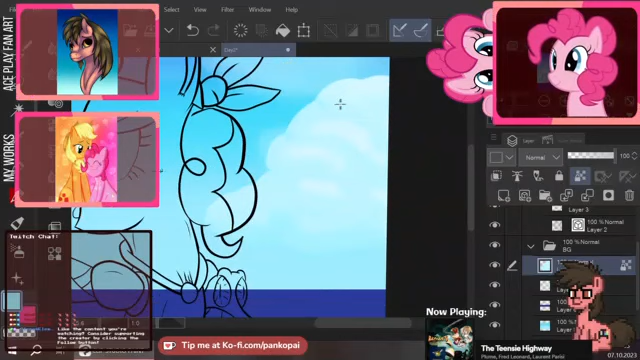 Select
View
Filter
ACE PLAY FAN ART
MY WORKS
Layer
Normal
100
Layer 3
100 % Normal
Layer 2
100 % Normal
BG
Twitch Chat!
Like the content you're
watching? Consider supporting
the creator by clicking the
Follow button!
Tip me at Ko-fi.com/pankopai
Now Playing:
The Teensie Highway
07.10.2023